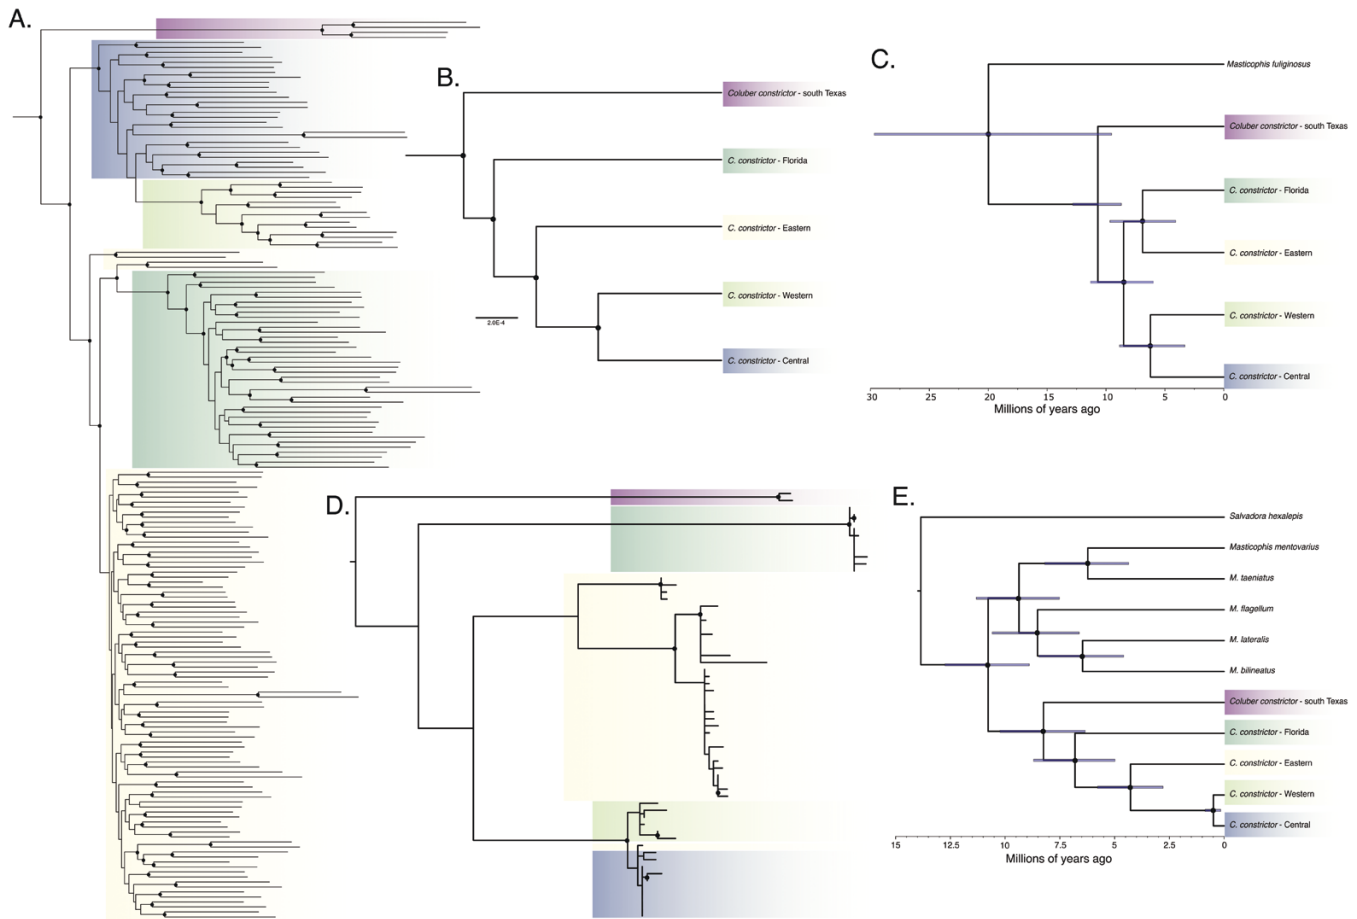 A.
B.
Coluber constrictor - south Texas
C. constrictor - Florida
C. constrictor - Eastern
C. constrictor - Western
C. constrictor - Central
2.0E-4
C.
Masticophis fuliginosus
Coluber constrictor - south Texas
C. constrictor - Florida
C. constrictor - Eastern
C. constrictor - Western
C. constrictor - Central
30 25 20 15 10 5 0
Millions of years ago
D.
E.
Salvadora hexalepis
Masticophis mentovarius
M. taeniatus
M. flagellum
M. lateralis
M. bilineatus
Coluber constrictor - south Texas
C. constrictor - Florida
C. constrictor - Eastern
C. constrictor - Western
C. constrictor - Central
15 12.5 10 7.5 5 2.5 0
Millions of years ago